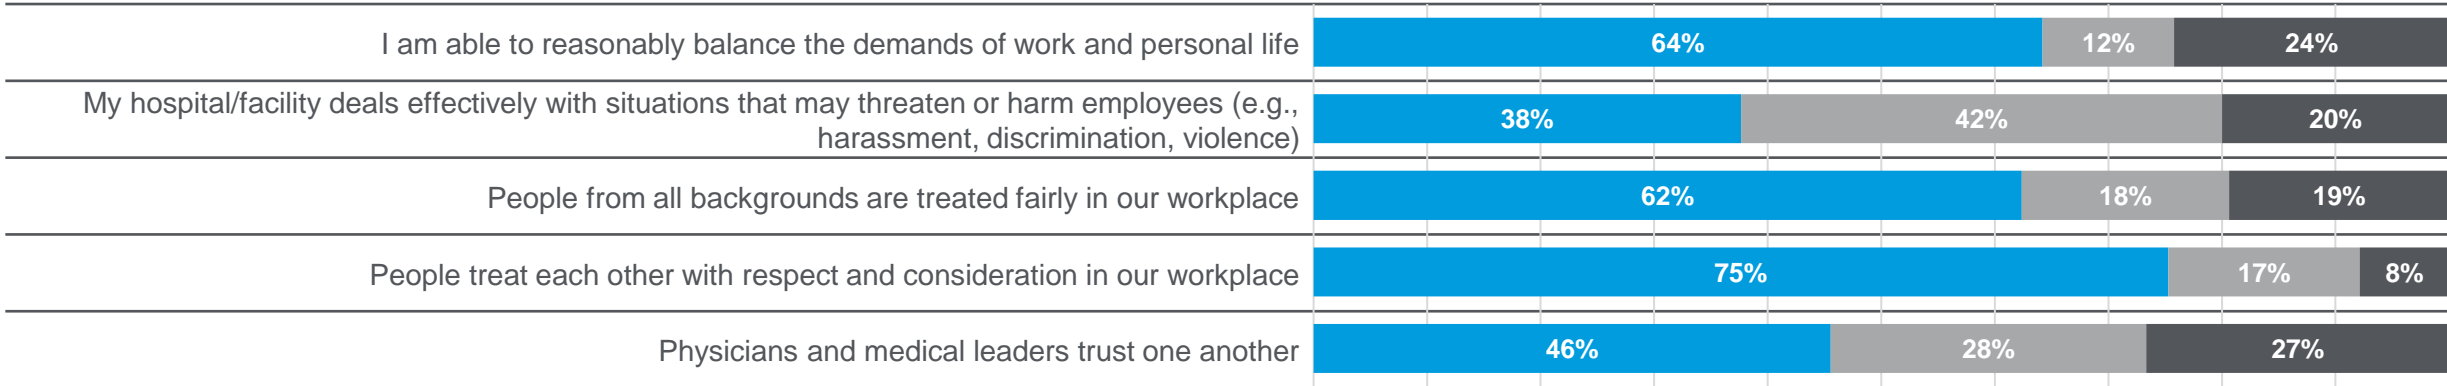 I am able to reasonably balance the demands of work and personal life
64% 12% 24%
My hospital/facility deals effectively with situations that may threaten or harm employees (e.g.,
harassment, discrimination, violence)
38% 42% 20%
People from all backgrounds are treated fairly in our workplace
62% 18% 19%
People treat each other with respect and consideration in our workplace
75% 17% 8%
Physicians and medical leaders trust one another
46% 28% 27%